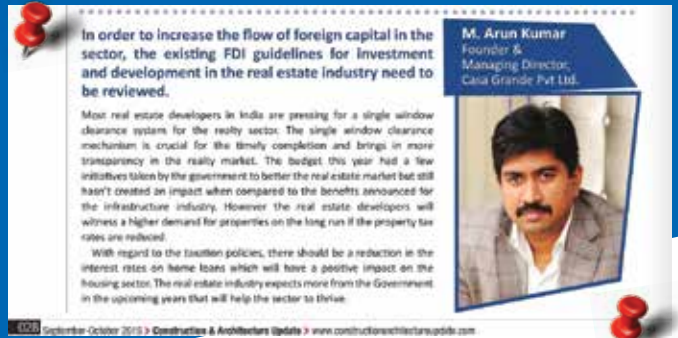 In order to increase the flow of foreign capital in the
sector, the existing FDI guidelines for investment
and development in the real estate industry need to
be reviewed.
M. Arun Kumar
Founder &
Managing Director,
Casa Grande Pvt Ltd.
Most real estate developers in India are pressing for a single window
clearance system for the realty sector. The single window clearance
mechanism is crucial for the timely completion and brings in more
transparency in the realty market. The budget this year had a few
initiatives taken by the government to better the real estate market but still
hasn't created an impact when compared to the benefits announced for
the infrastructure industry. However the real estate developers will
witness a higher demand for properties on the long run if the property tax
rates are reduced.
With regard to the taxation policies, there should be a reduction in the
interest rates on home loans which will have a positive impact on the
housing sector. The real estate industry expects more from the Government
in the upcoming years that will help the sector to thrive.
028 September-October 2015 > Construction & Architecture Update > www.constructionarchitectureupdate.com